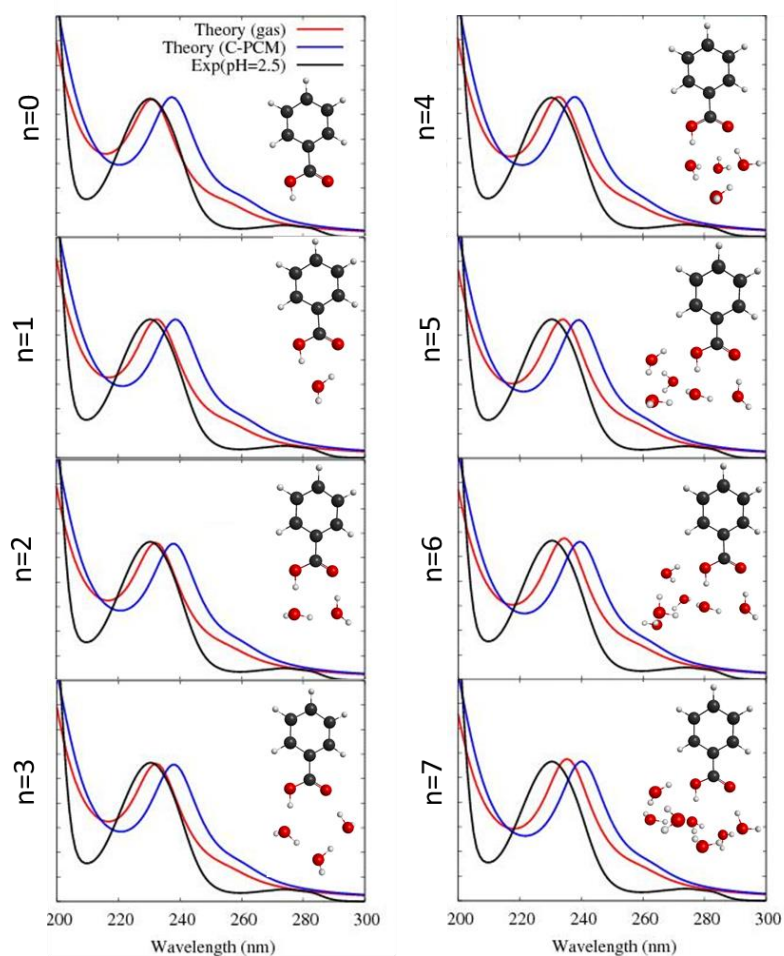 n=0
Theory (gas)
Theory (C-PCM)
Exp(pH=2.5)
n=1
n=2
n=3
200 220 240 260 280 300
Wavelength (nm)
n=4
n=5
n=6
n=7
200 220 240 260 280 300
Wavelength (nm)